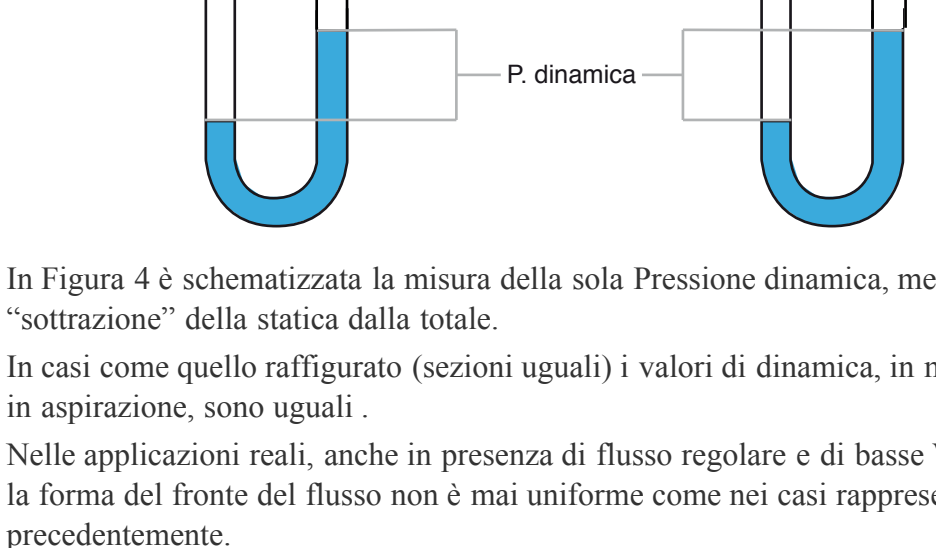 P. dinamica
In Figura 4 è schematizzata la misura della sola Pressione dinamica, me
“sottrazione” della statica dalla totale.
In casi come quello raffigurato (sezioni uguali) i valori di dinamica, in
in aspirazione, sono uguali .
Nelle applicazioni reali, anche in presenza di flusso regolare e di basse
la forma del fronte del flusso non è mai uniforme come nei casi rappres
precedentemente.